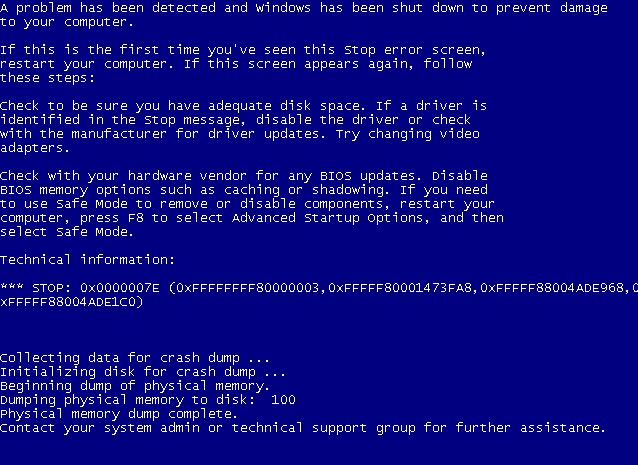 A problem has been detected and Windows has been shut down to prevent damage
to your computer.
If this is the first time you've seen this Stop error screen,
restart your computer. If this screen appears again, follow
these steps:
Check to be sure you have adequate disk space. If a driver is
identified in the Stop message, disable the driver or check
with the manufacturer for driver updates. Try changing video
adapters.
Check with your hardware vendor for any BIOS updates. Disable
BIOS memory options such as caching or shadowing. If you need
to use Safe Mode to remove or disable components, restart your
computer, press F8 to select Advanced Startup Options, and then
select Safe Mode.
Technical information:
*** STOP: 0x0000007E (0xFFFFFFFF80000003,0xFFFFF80001473FA8,0xFFFFF88004ADE968,0
xFFFFF88004ADE1C0)
Collecting data for crash dump ...
Initializing disk for crash dump ...
Beginning dump of physical memory.
Dumping physical memory to disk:  100
Physical memory dump complete.
Contact your system admin or technical support group for further assistance.